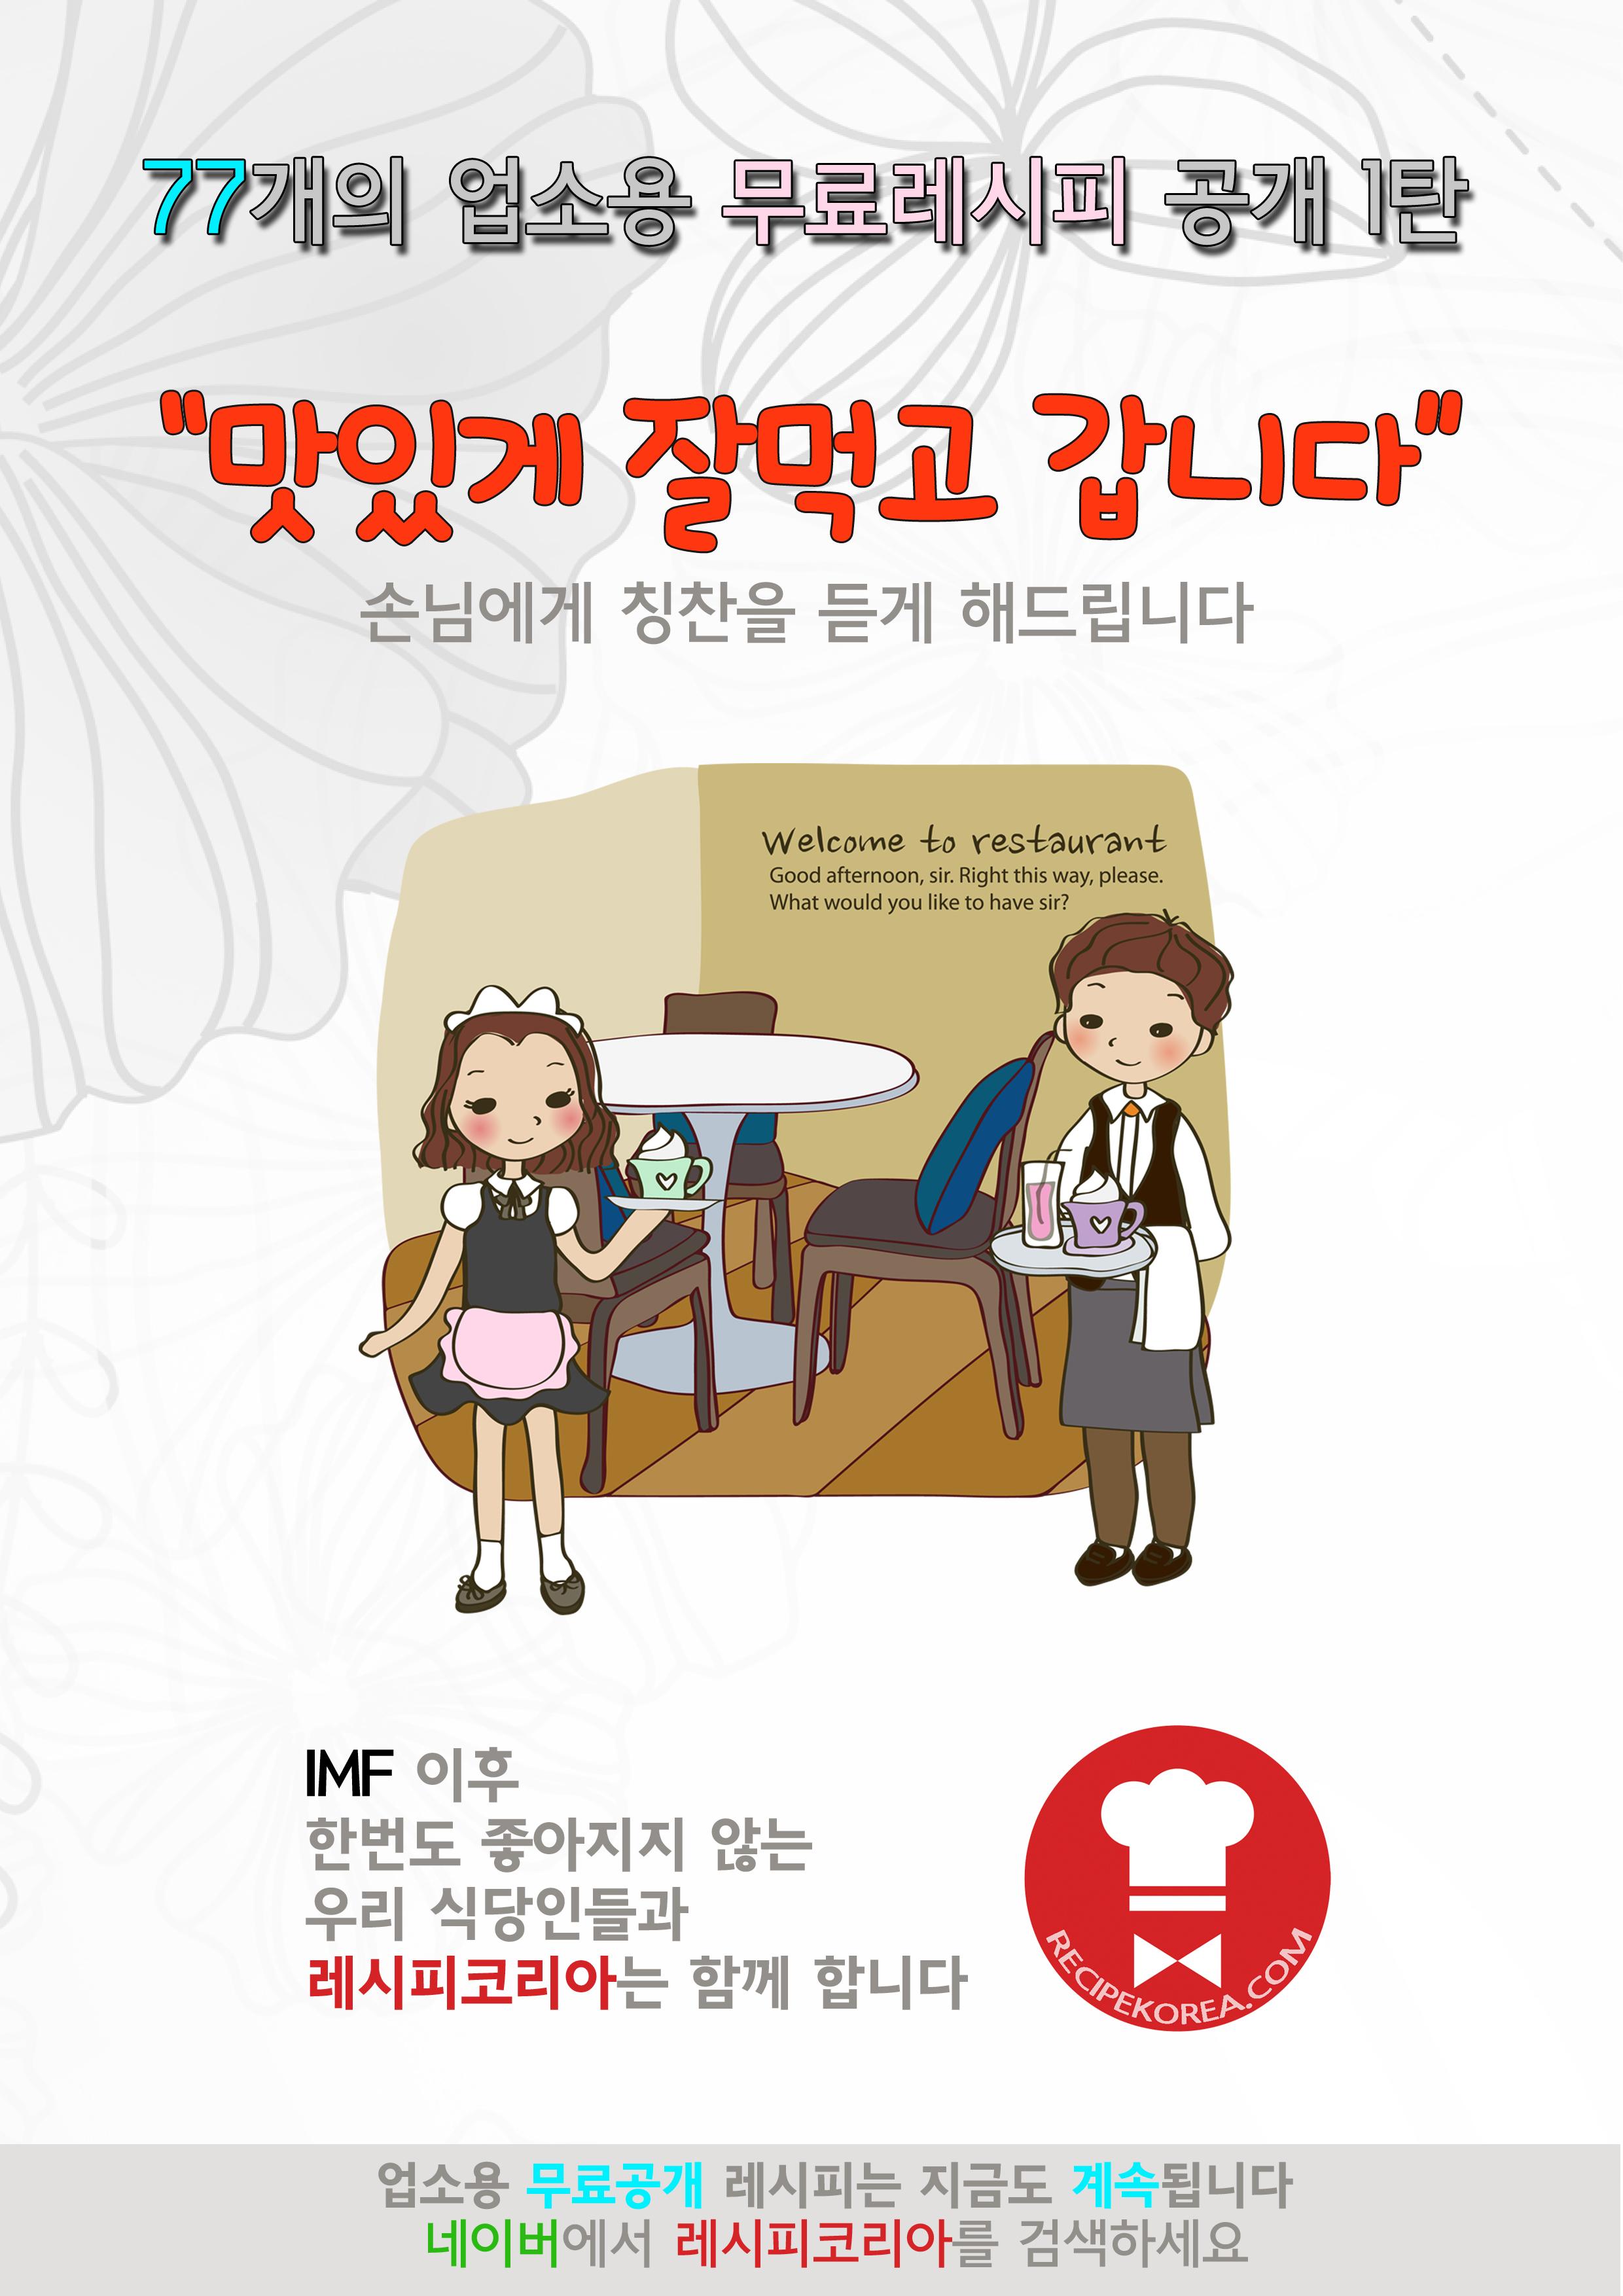 77개의 업소용 무료레시피 공개 1탄
"맛있게 잘먹고 갑니다"
손님에게 칭찬을 듣게 해드립니다
Welcome to restaurant
Good afternoon, sir. Right this way, please.
What would you like to have sir?
IMF 이후
한번도 좋아지지 않는
우리 식당인들과
레시피코리아는 함께 합니다
RECIPEKOREA.COM
업소용 무료공개 레시피는 지금도 계속됩니다
네이버에서 레시피코리아를 검색하세요